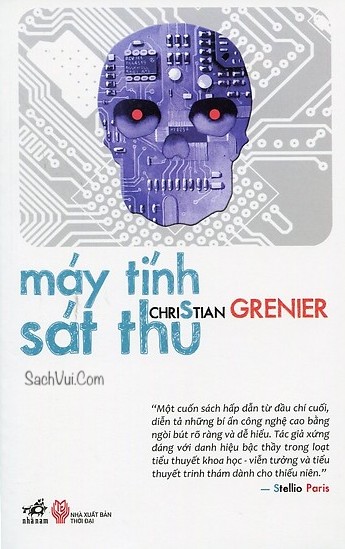 máy tính
sát thủ
CHRISTIAN GRENIER
SachVui.Com
"Một cuốn sách hấp dẫn từ đầu chí cuối,
diễn tả những bí ẩn công nghệ cao bằng
ngòi bút rõ ràng và dễ hiểu. Tác giả xứng
đáng với danh hiệu bậc thầy trong loạt
tiểu thuyết khoa học - viễn tưởng và tiểu
thuyết trinh thám dành cho thiếu niên."
— Stellio Paris
nhã nam
NHÀ XUẤT BẢN
THỜI ĐẠI